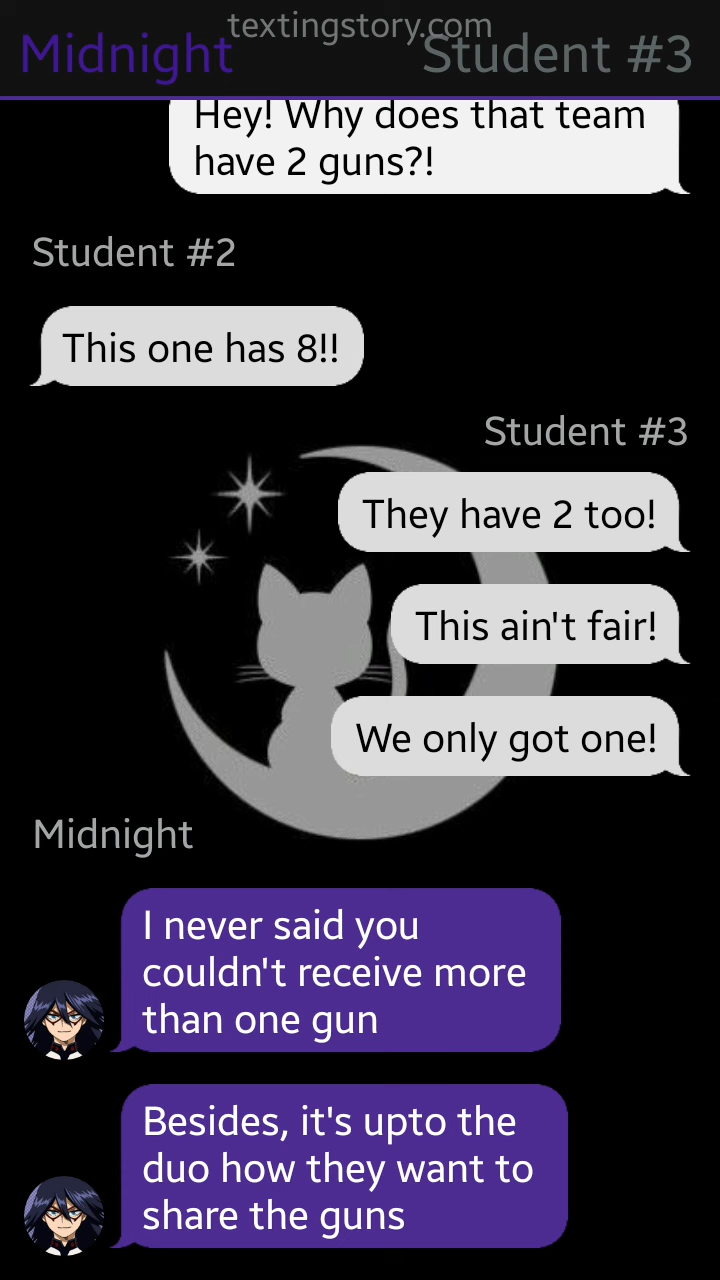 textingstory.com
Midnight Student #3
Hey! Why does that team
have 2 guns?!
Student #2
This one has 8!!
Student #3
They have 2 too!
This ain't fair!
We only got one!
Midnight
I never said you
couldn't receive more
than one gun
Besides, it's upto the
duo how they want to
share the guns